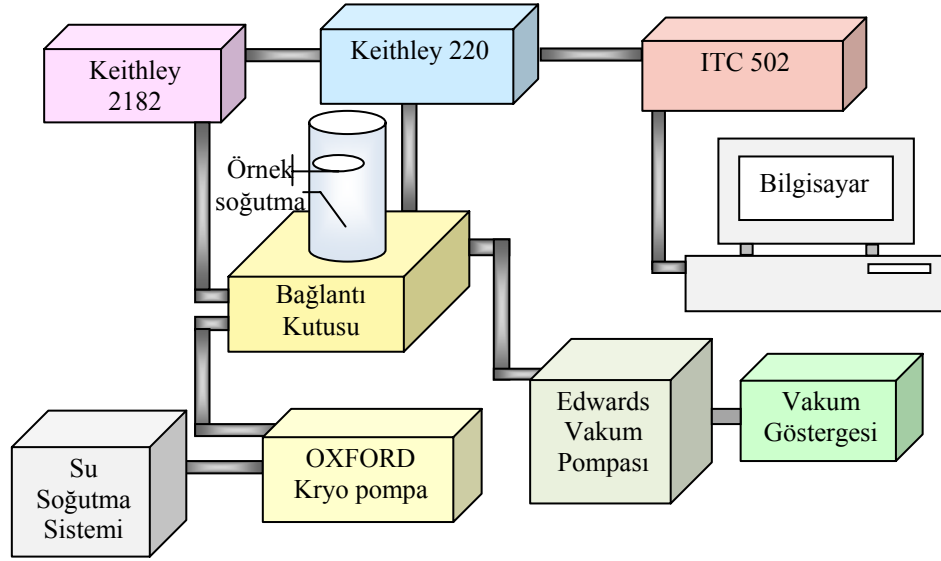 Keithley
2182
Keithley 220
ITC 502
Örnek
soğutma
Bilgisayar
Bağlantı
Kutusu
Edwards
Vakum
Pompası
Vakum
Göstergesi
Su
Soğutma
Sistemi
OXFORD
Kryo pompa